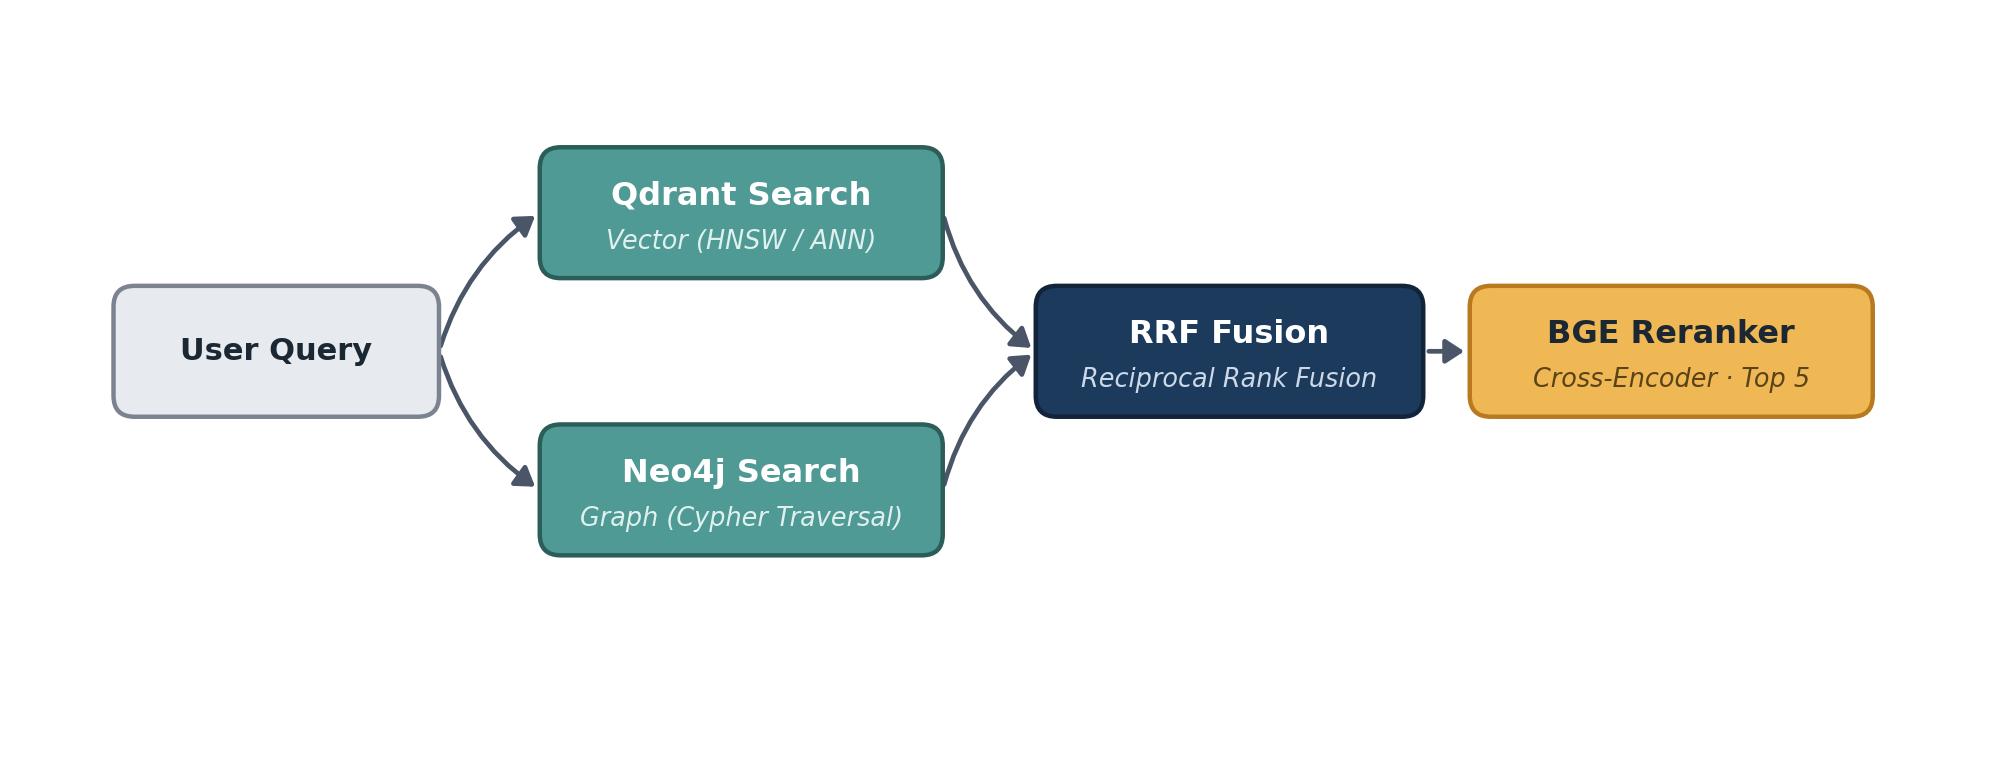 User Query
Qdrant Search
Vector (HNSW / ANN)
Neo4j Search
Graph (Cypher Traversal)
RRF Fusion
Reciprocal Rank Fusion
BGE Reranker
Cross-Encoder · Top 5